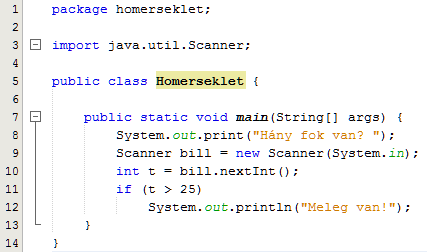 1 package homerseklet;
2
3 import java.util.Scanner;
4
5 public class Homerseklet {
6
7 public static void main(String[] args) {
8 System.out.print("Hány fok van? ");
9 Scanner bill = new Scanner(System.in);
10 int t = bill.nextInt();
11 if (t > 25)
12 System.out.println("Meleg van!");
13 }
14 }